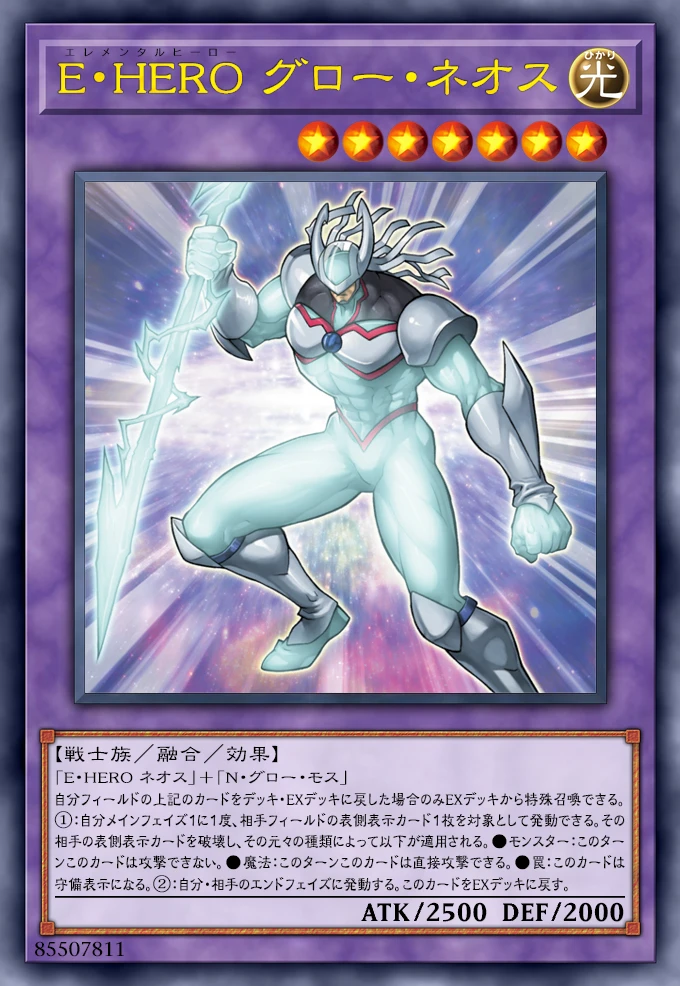 エレメンタルヒーロー
E・HERO グロー・ネオス
ひかり
光
【戦士族／融合／効果】
「E・HERO ネオス」＋「N・グロー・モス」
自分フィールドの上記のカードをデッキ・EXデッキに戻した場合のみEXデッキから特殊召喚できる。
①：自分メインフェイズ1に1度、相手フィールドの表側表示カード1枚を対象として発動できる。その
相手の表側表示カードを破壊し、その元々の種類によって以下が適用される。●モンスター：このター
ンこのカードは攻撃できない。●魔法：このターンこのカードは直接攻撃できる。●罠：このカードは
守備表示になる。②：自分・相手のエンドフェイズに発動する。このカードをEXデッキに戻す。
ATK/2500 DEF/2000
85507811